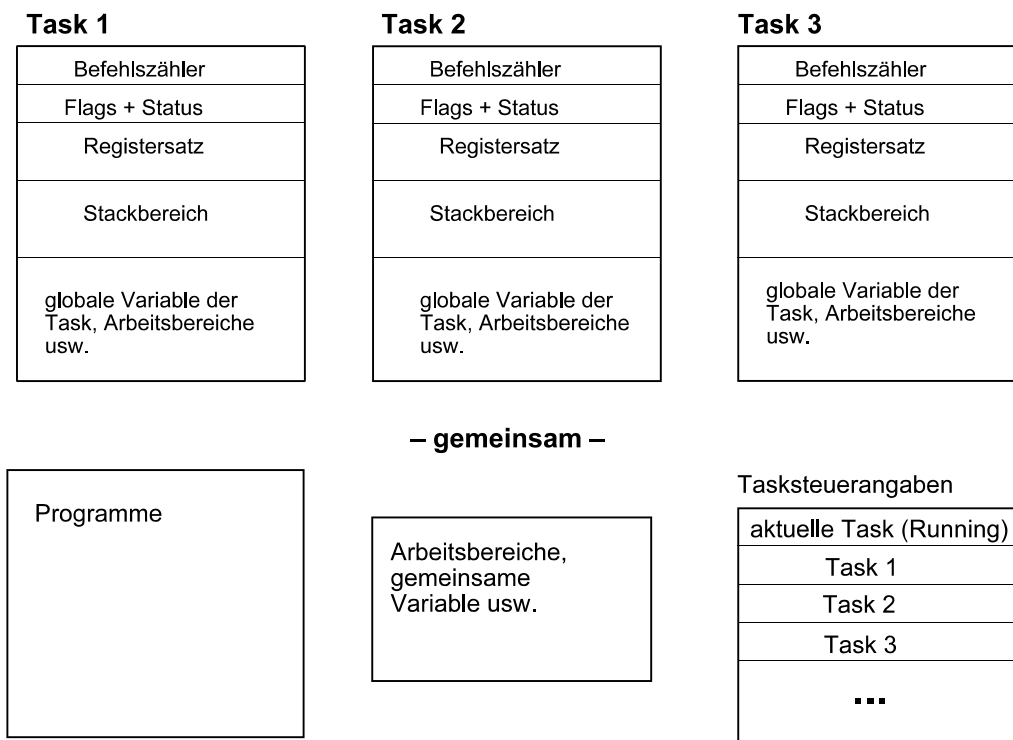 Task 1
Befehlszähler
Flags + Status
Registersatz
Stackbereich
globale Variable der
Task, Arbeitsbereiche
usw.
Task 2
Befehlszähler
Flags + Status
Registersatz
Stackbereich
globale Variable der
Task, Arbeitsbereiche
usw.
Task 3
Befehlszähler
Flags + Status
Registersatz
Stackbereich
globale Variable der
Task, Arbeitsbereiche
usw.
– gemeinsam –
Programme
Arbeitsbereiche,
gemeinsame
Variable usw.
Tasksteuerangaben
aktuelle Task (Running)
Task 1
Task 2
Task 3
...